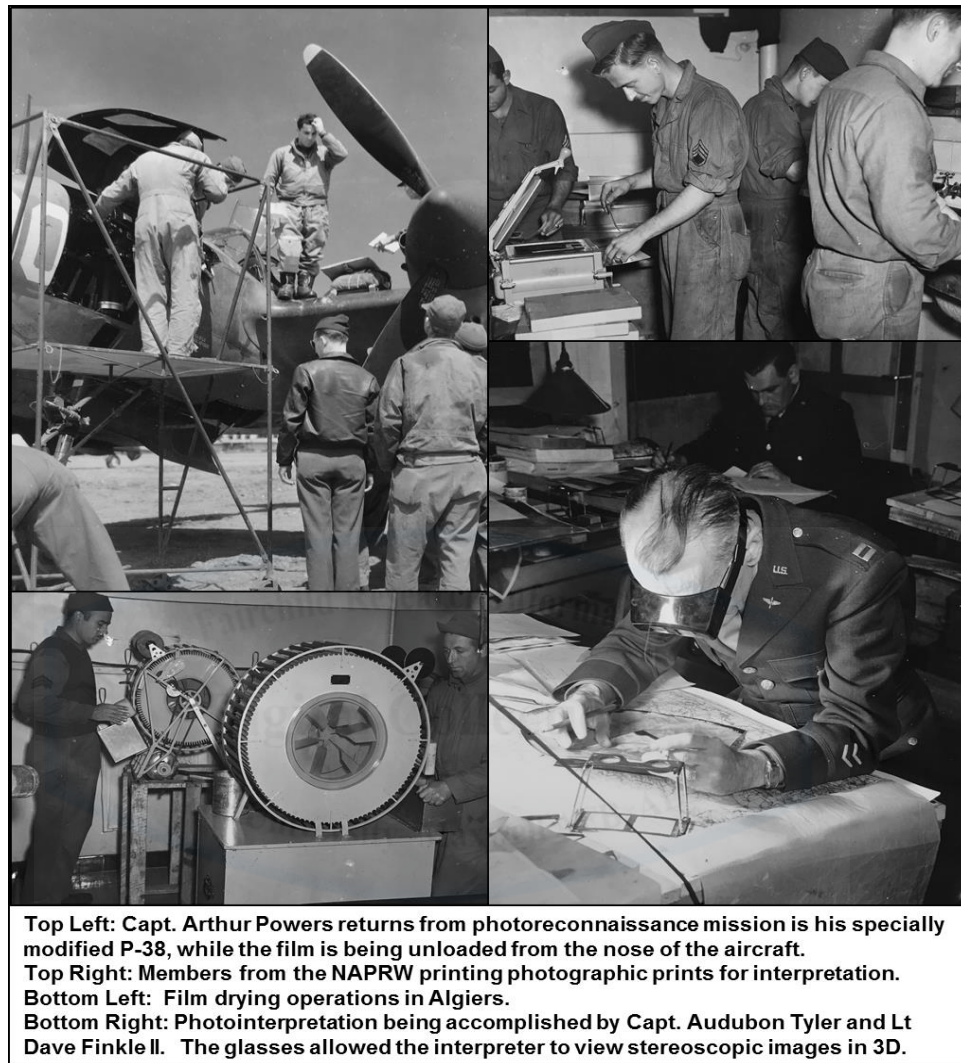 0
U.S.
Top Left: Capt. Arthur Powers returns from photoreconnaissance mission is his specially
modified P-38, while the film is being unloaded from the nose of the aircraft.
Top Right: Members from the NAPRW printing photographic prints for interpretation.
Bottom Left:  Film drying operations in Algiers.
Bottom Right: Photointerpretation being accomplished by Capt. Audubon Tyler and Lt
Dave Finkle II.   The glasses allowed the interpreter to view stereoscopic images in 3D.